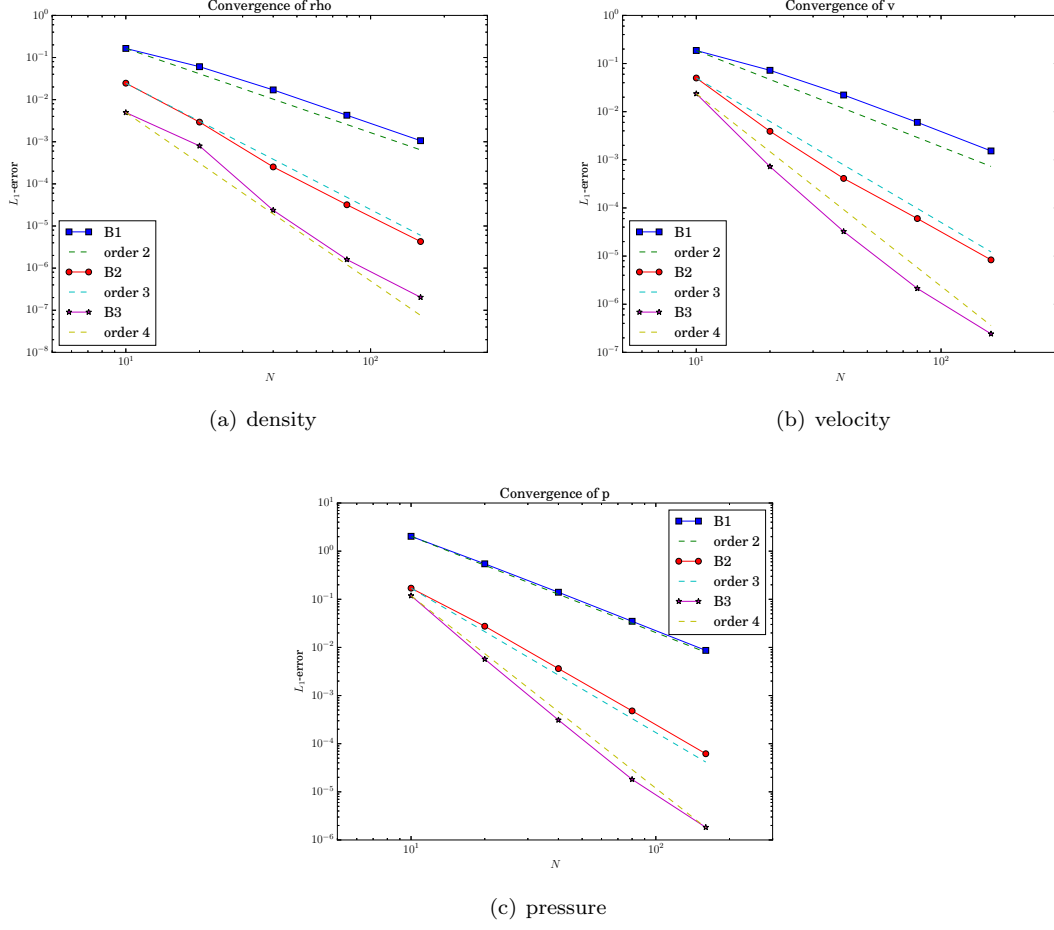 Convergence of rho
10^0
10^-1
10^-2
10^-3
10^-4
10^-5
10^-6
10^-7
10^-8
L_1-error
B1
order 2
B2
order 3
B3
order 4
10^1
10^2
N
(a) density
Convergence of v
10^0
10^-1
10^-2
10^-3
10^-4
10^-5
10^-6
10^-7
L_1-error
B1
order 2
B2
order 3
B3
order 4
10^1
10^2
N
(b) velocity
Convergence of p
10^1
10^0
10^-1
10^-2
10^-3
10^-4
10^-5
10^-6
L_1-error
B1
order 2
B2
order 3
B3
order 4
10^1
10^2
N
(c) pressure